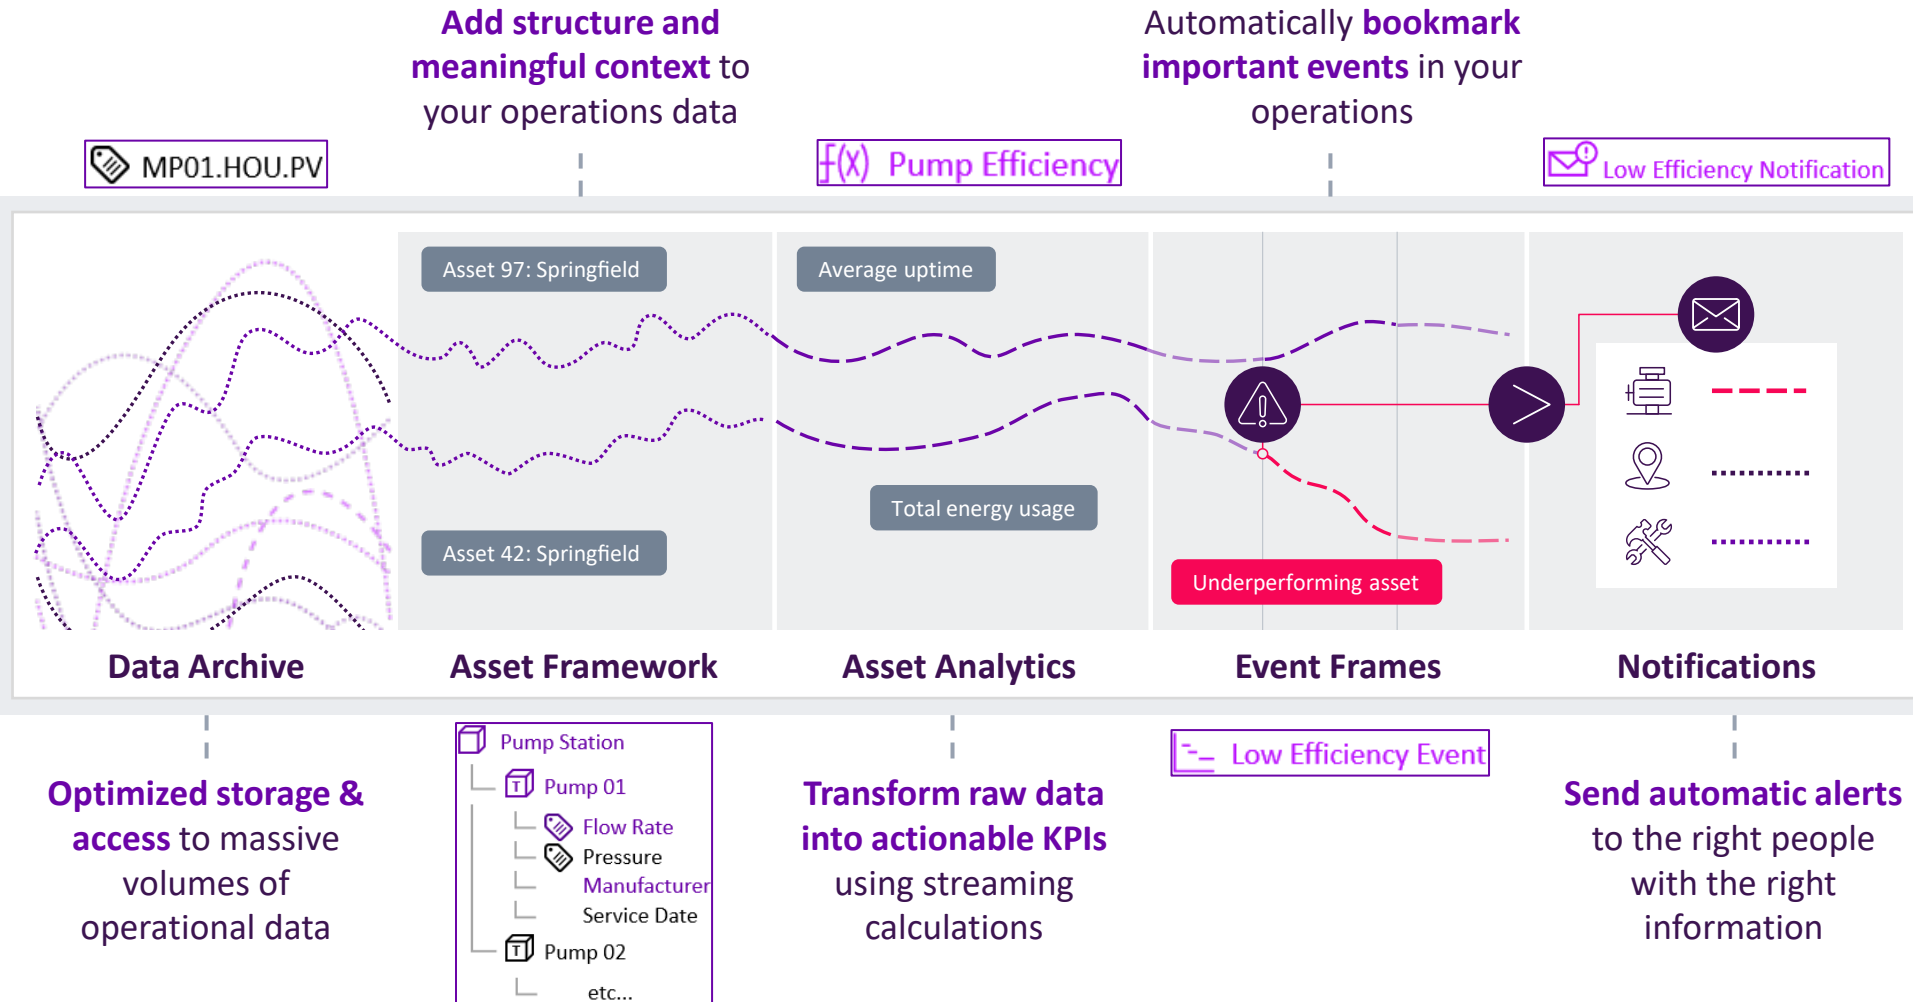 Add structure and
meaningful context to
your operations data
Automatically bookmark
important events in your
operations
MP01.HOU.PV
f(x) Pump Efficiency
Low Efficiency Notification
Asset 97: Springfield
Average uptime
Total energy usage
Asset 42: Springfield
Underperforming asset
Data Archive
Asset Framework
Asset Analytics
Event Frames
Notifications
Optimized storage &
access to massive
volumes of
operational data
Pump Station
T Pump 01
Flow Rate
Pressure
Manufacturer
Service Date
T Pump 02
etc...
Transform raw data
into actionable KPIs
using streaming
calculations
Low Efficiency Event
Send automatic alerts
to the right people
with the right
information